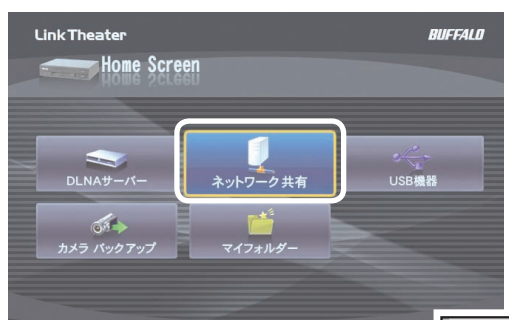 LinkTheater
BUFFALO
Home Screen
DLNAサーバー
ネットワーク共有
USB機器
カメラ バックアップ
マイフォルダー